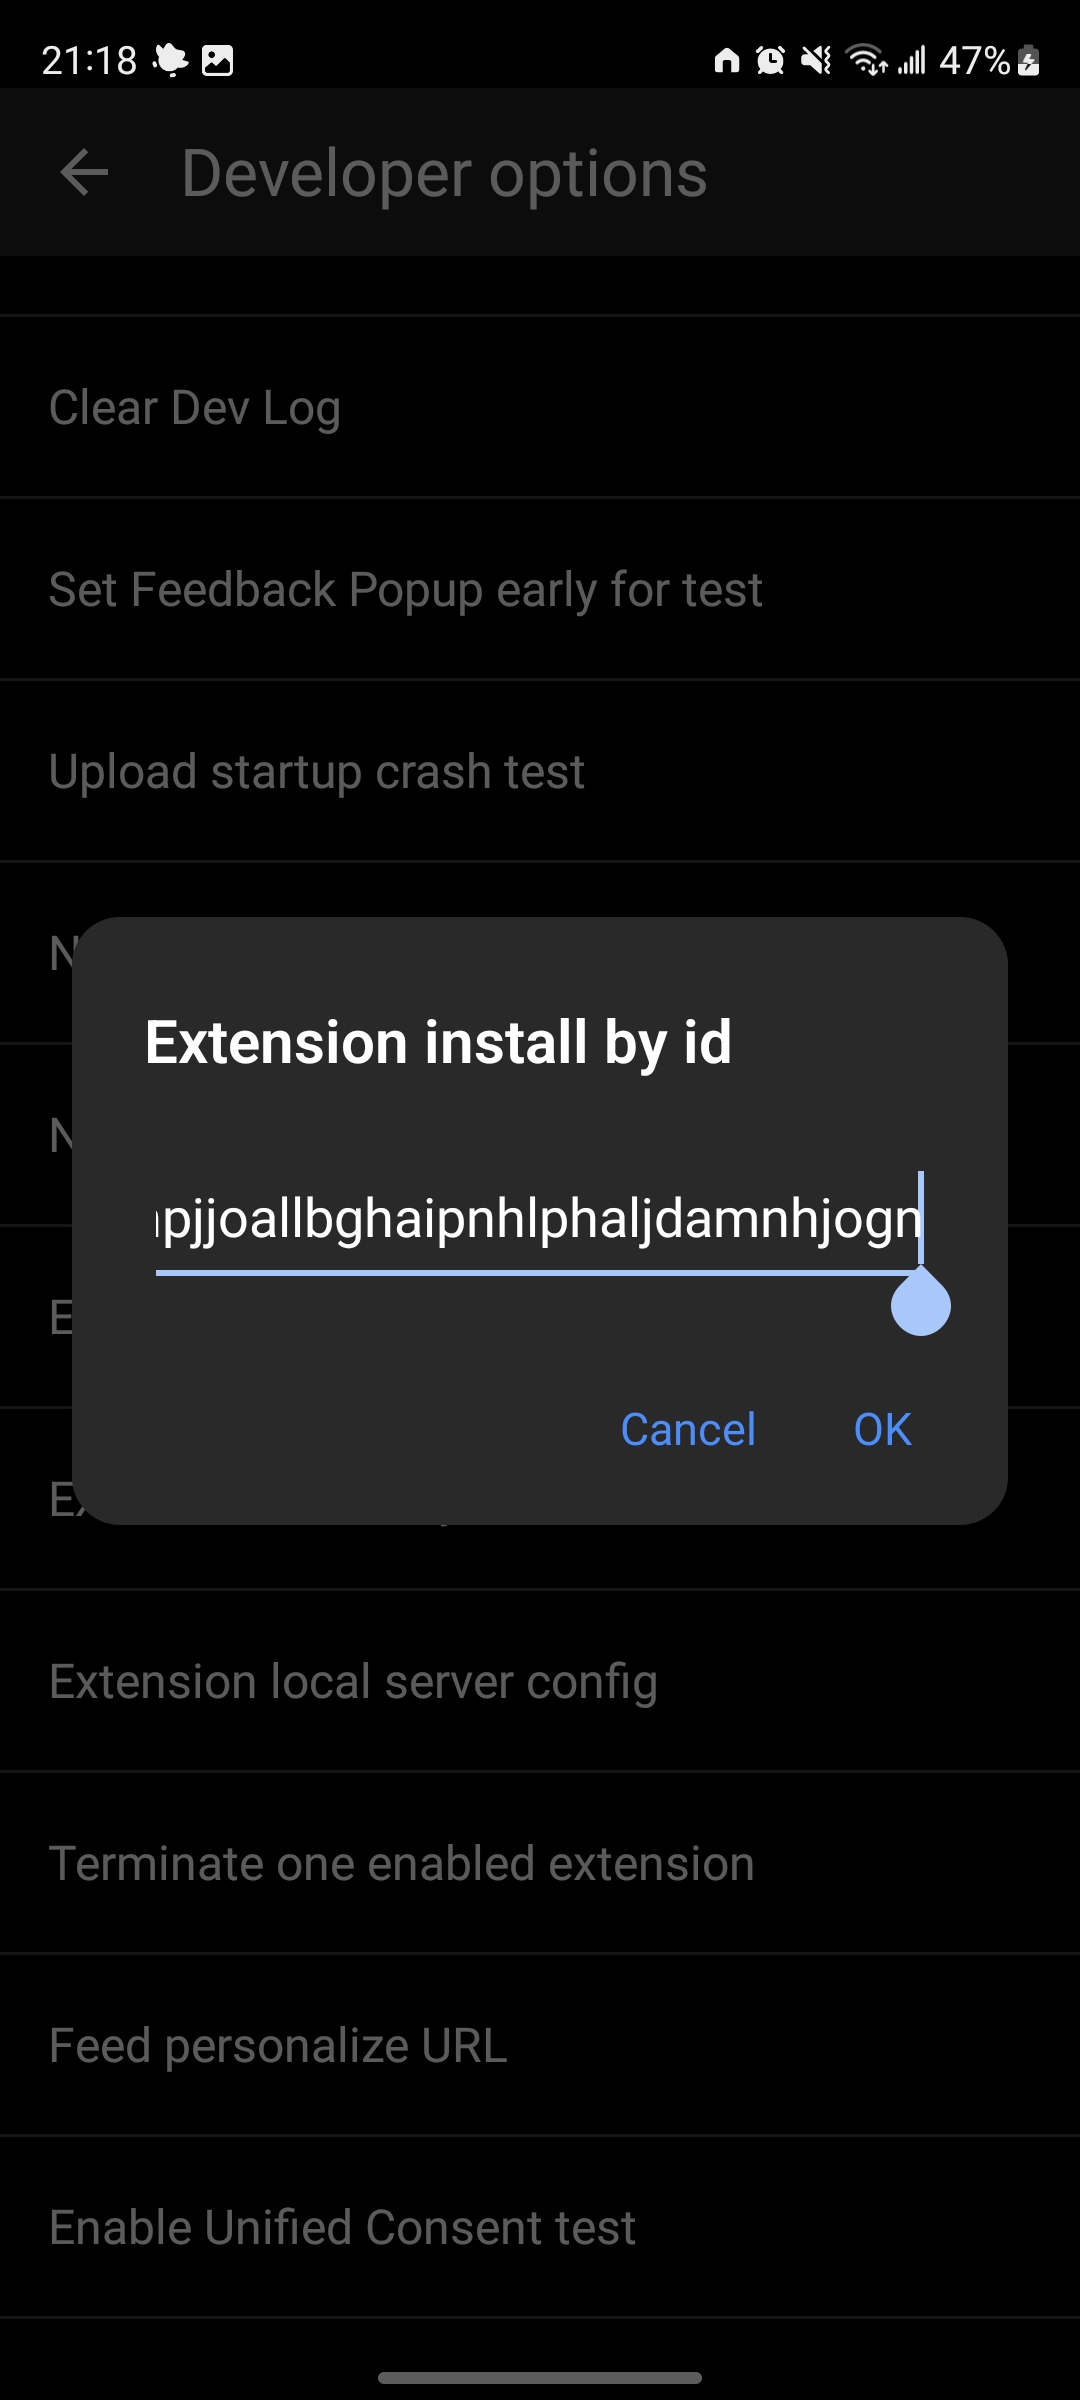 21:18
47%
Developer options
Clear Dev Log
Set Feedback Popup early for test
Upload startup crash test
Extension install by id
pjjoallbghaipnhlphaljdamnhjogn
Cancel
OK
Extension local server config
Terminate one enabled extension
Feed personalize URL
Enable Unified Consent test